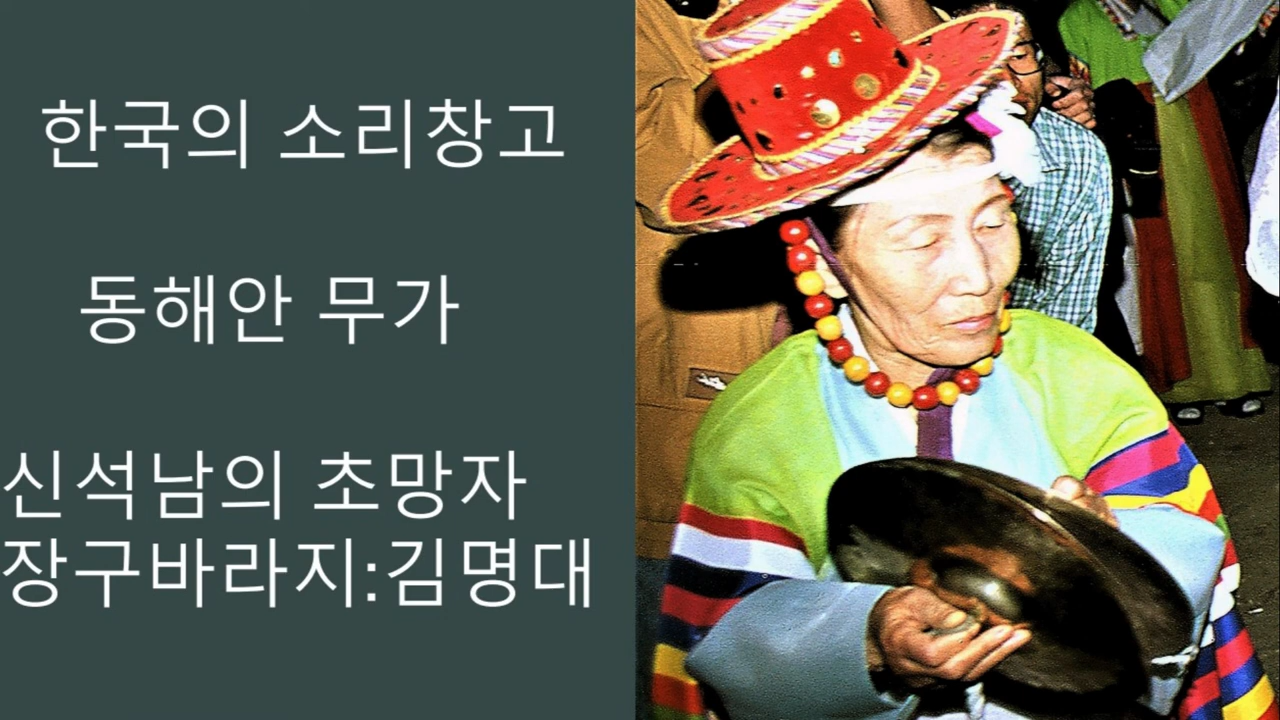 한국의 소리창고
동해안 무가
신석남의 초망자
장구바라지:김명대